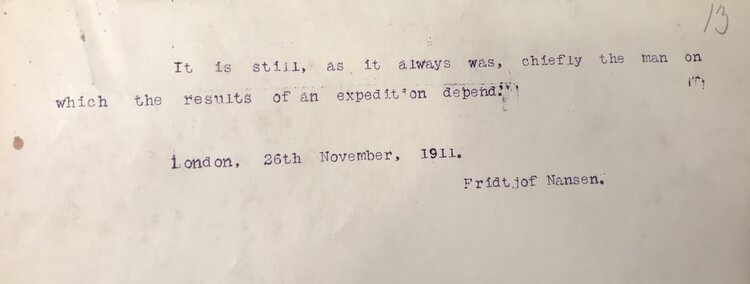 13
It is still, as it always was, chiefly the man on
which the results of an expedition depend."
London, 26th November, 1911.
Fridtjof Nansen.